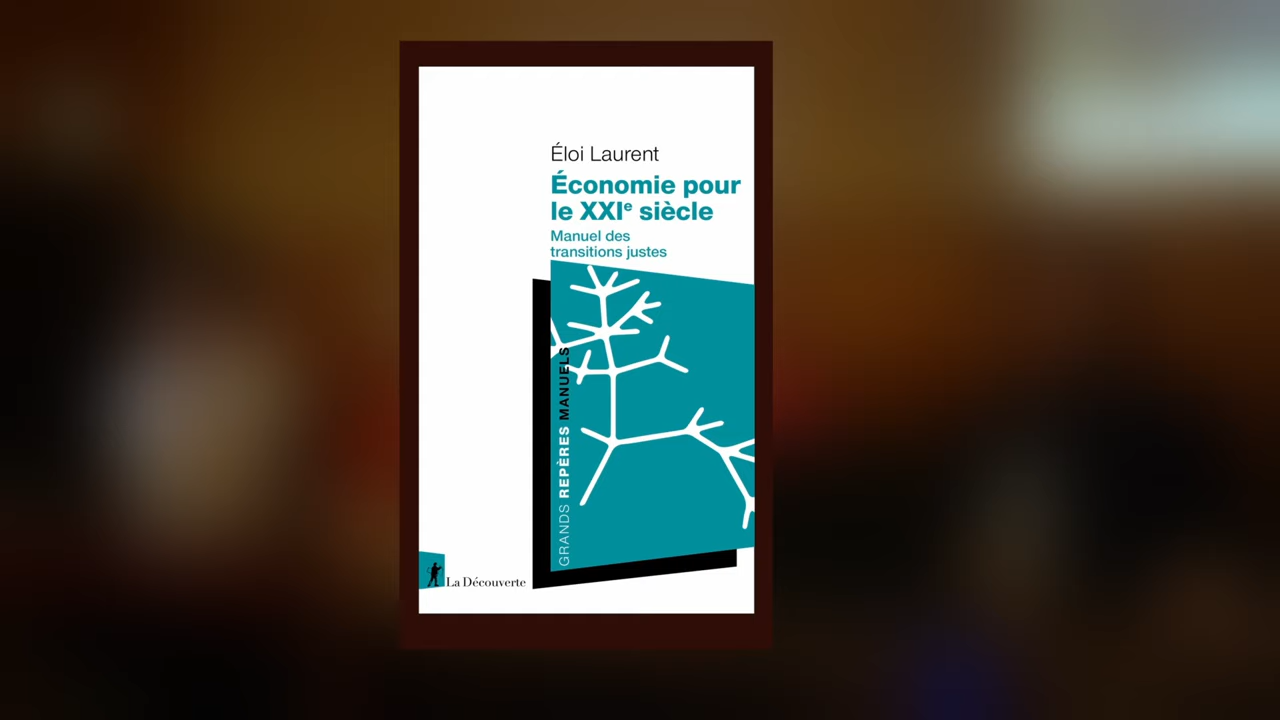 Éloi Laurent
Économie pour
le XXIe siècle
Manuel des
transitions justes
GRANDS REPÈRES MANUELS
La Découverte